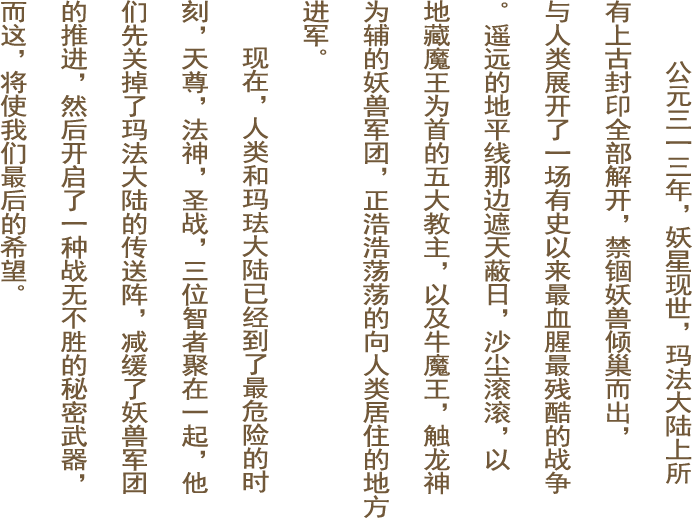 公元三一三年，妖星现世，玛法大陆上所
有上古封印全部解开，禁锢妖兽倾巢而出，
与人类展开了一场有史以来最血腥最残酷的战争
。遥远的地平线那边遮天蔽日，沙尘滚滚，以
地藏魔王为首的五大教主，以及牛魔王，触龙神
为辅的妖兽军团，正浩浩荡荡的向人类居住的地方
进军。
现在，人类和玛珐大陆已经到了最危险的时
刻，天尊，法神，圣战，三位智者聚在一起，他
们先关掉了玛法大陆的传送阵，减缓了妖兽军团
的推进，然后开启了一种战无不胜的秘密武器，
而这，将使我们最后的希望。